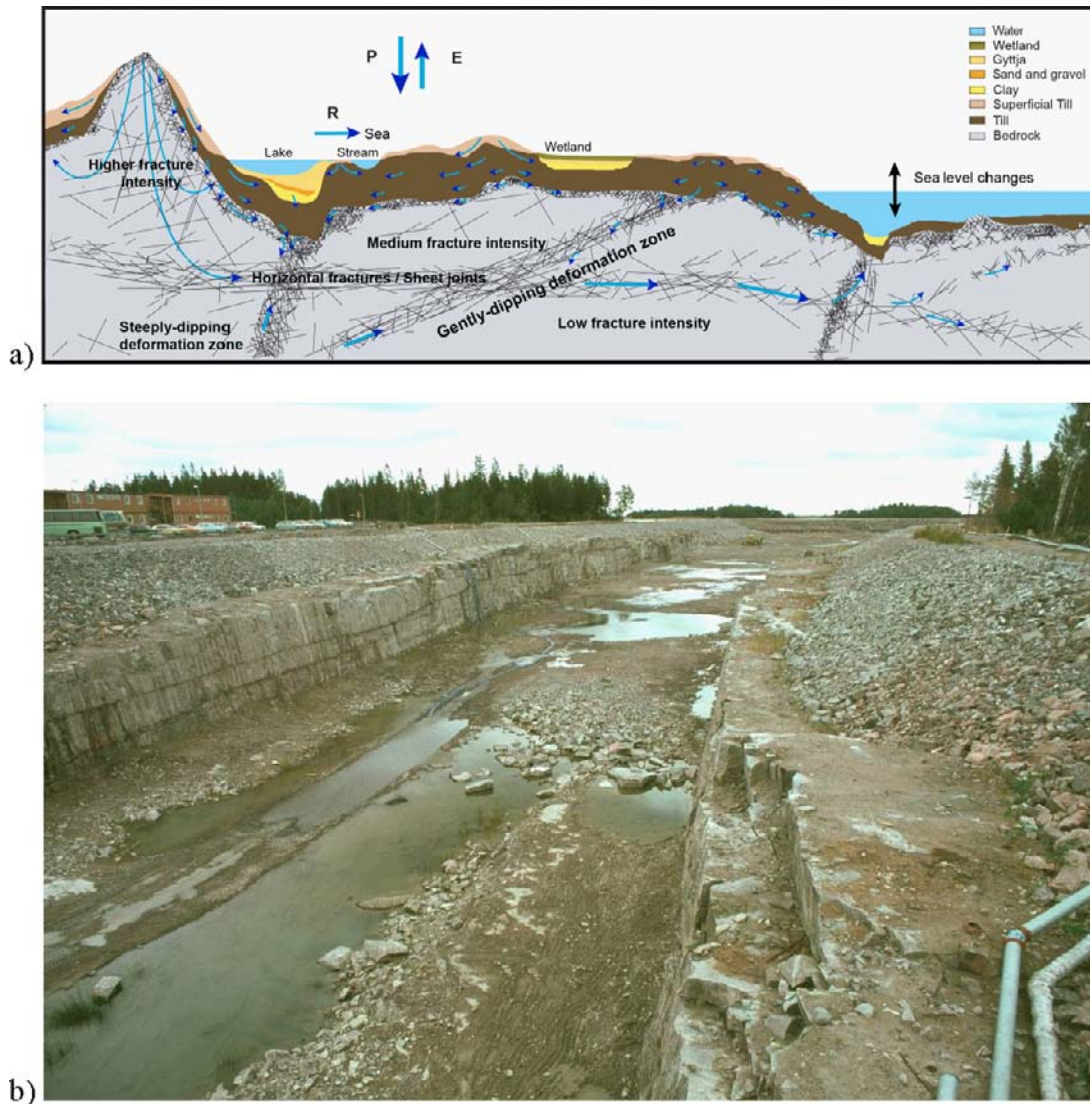 P
E
R
Sea
Lake
Stream
Wetland
Higher fracture
intensity
Medium fracture intensity
Horizontal fractures / Sheet joints
Gently-dipping deformation zone
Steeply-dipping
deformation zone
Low fracture intensity
Sea level changes
Water
Wetland
Gyttja
Sand and gravel
Clay
Superficial Till
Till
Bedrock
a)
b)